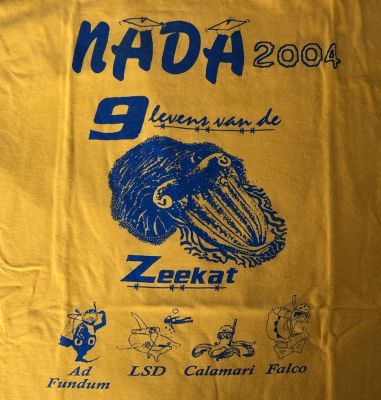 NADA 2004
9 levens van de
Zeekat
Ad Fundum
LSD
Calamari
Falco